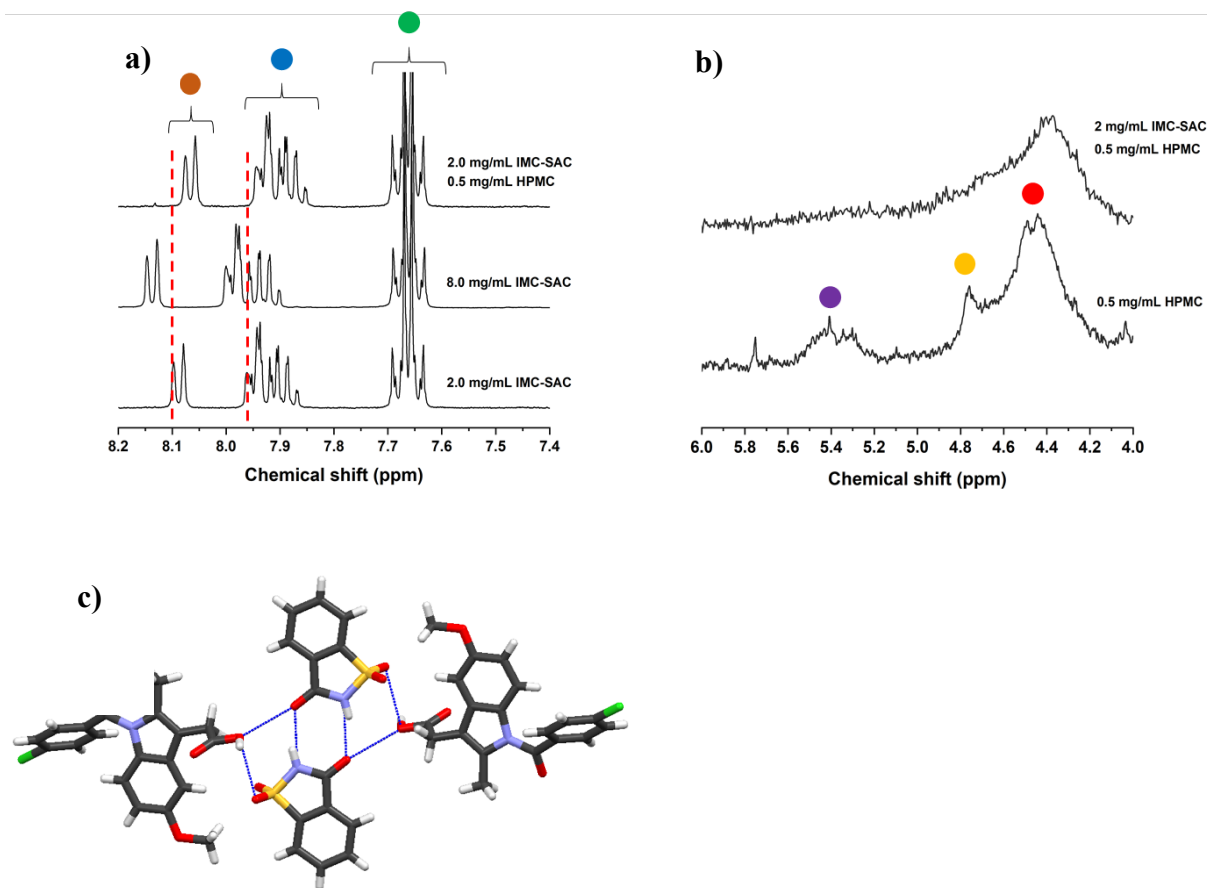 a)
2.0 mg/mL IMC-SAC
0.5 mg/mL HPMC
8.0 mg/mL IMC-SAC
2.0 mg/mL IMC-SAC
8.2 8.1 8.0 7.9 7.8 7.7 7.6 7.5 7.4
Chemical shift (ppm)
b)
2 mg/mL IMC-SAC
0.5 mg/mL HPMC
0.5 mg/mL HPMC
6.0 5.8 5.6 5.4 5.2 5.0 4.8 4.6 4.4 4.2 4.0
Chemical shift (ppm)
c)